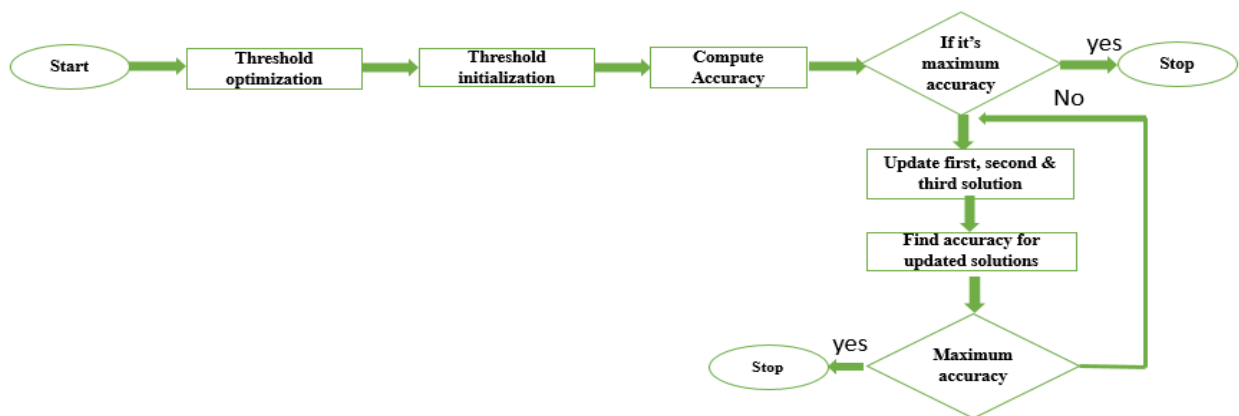 Start
Threshold
optimization
Threshold
initialization
Compute
Accuracy
If it's
maximum
accuracy
yes
Stop
No
Update first, second &
third solution
Find accuracy for
updated solutions
Maximum
accuracy
yes
Stop